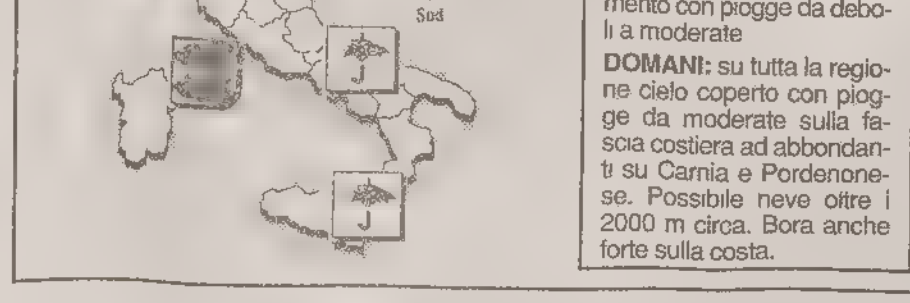 Sud
mento con piogge da debo-
li a moderate
DOMANI: su tutta la regio-
ne cielo coperto con piog-
ge da moderate sulla fa-
scia costiera ad abbondan-
ti su Carnia e Pordenone-
se. Possibile neve oltre i
2000 m circa. Bora anche
forte sulla costa.